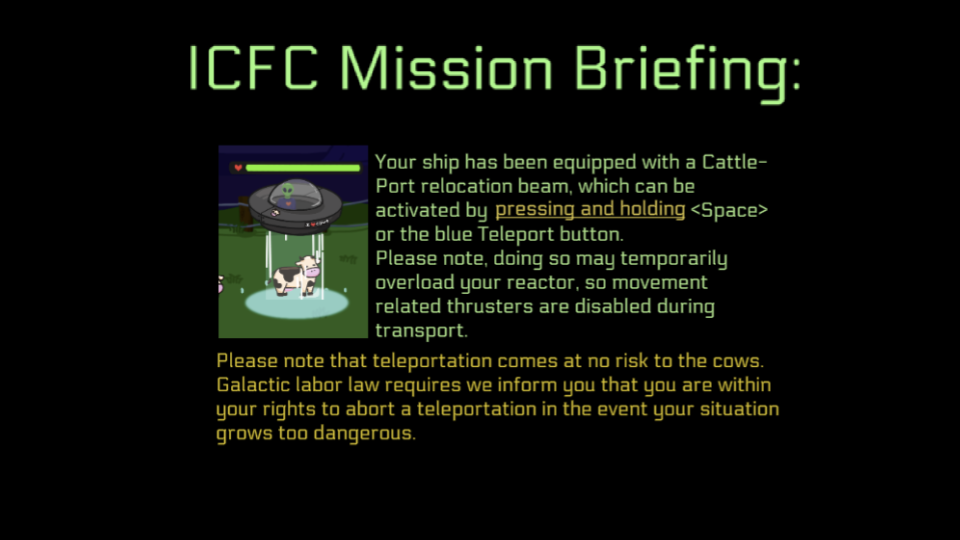 ICFC Mission Briefing:
Your ship has been equipped with a Cattle-
Port relocation beam, which can be
activated by pressing and holding <Space>
or the blue Teleport button.
Please note, doing so may temporarily
overload your reactor, so movement
related thrusters are disabled during
transport.
Please note that teleportation comes at no risk to the cows.
Galactic labor law requires we inform you that you are within
your rights to abort a teleportation in the event your situation
grows too dangerous.